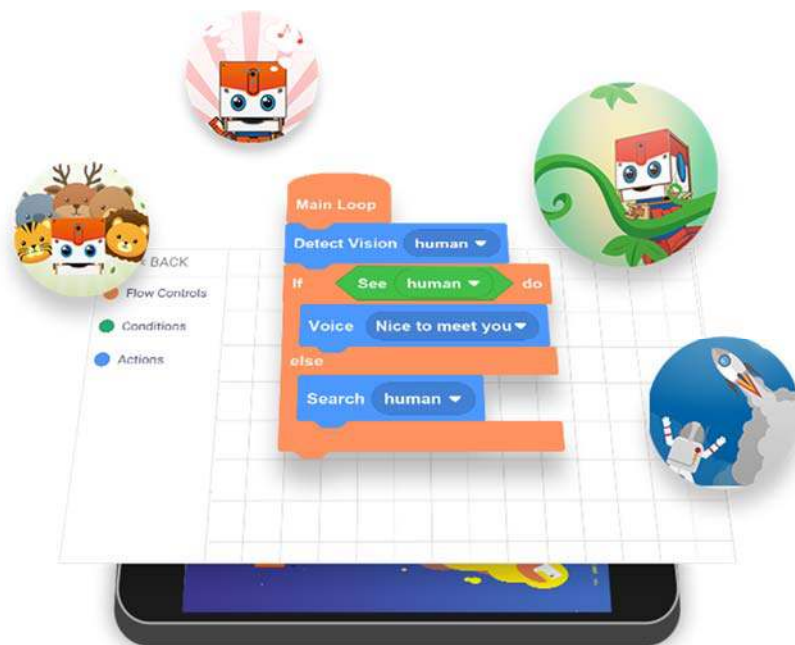 Main Loop
Detect Vision human
< BACK
If See human do
Flow Controls
Voice Nice to meet you
Conditions
else
Actions
Search human